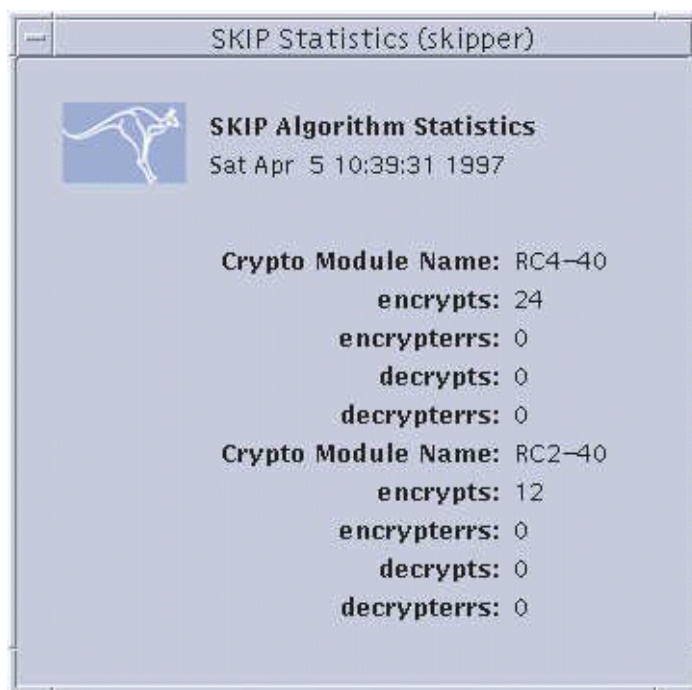 SKIP Statistics (skipper)
SKIP Algorithm Statistics
Sat Apr 5 10:39:31 1997
Crypto Module Name: RC4-40
encrypts: 24
encrypterrs: 0
decrypts: 0
decrypterrs: 0
Crypto Module Name: RC2-40
encrypts: 12
encrypterrs: 0
decrypts: 0
decrypterrs: 0